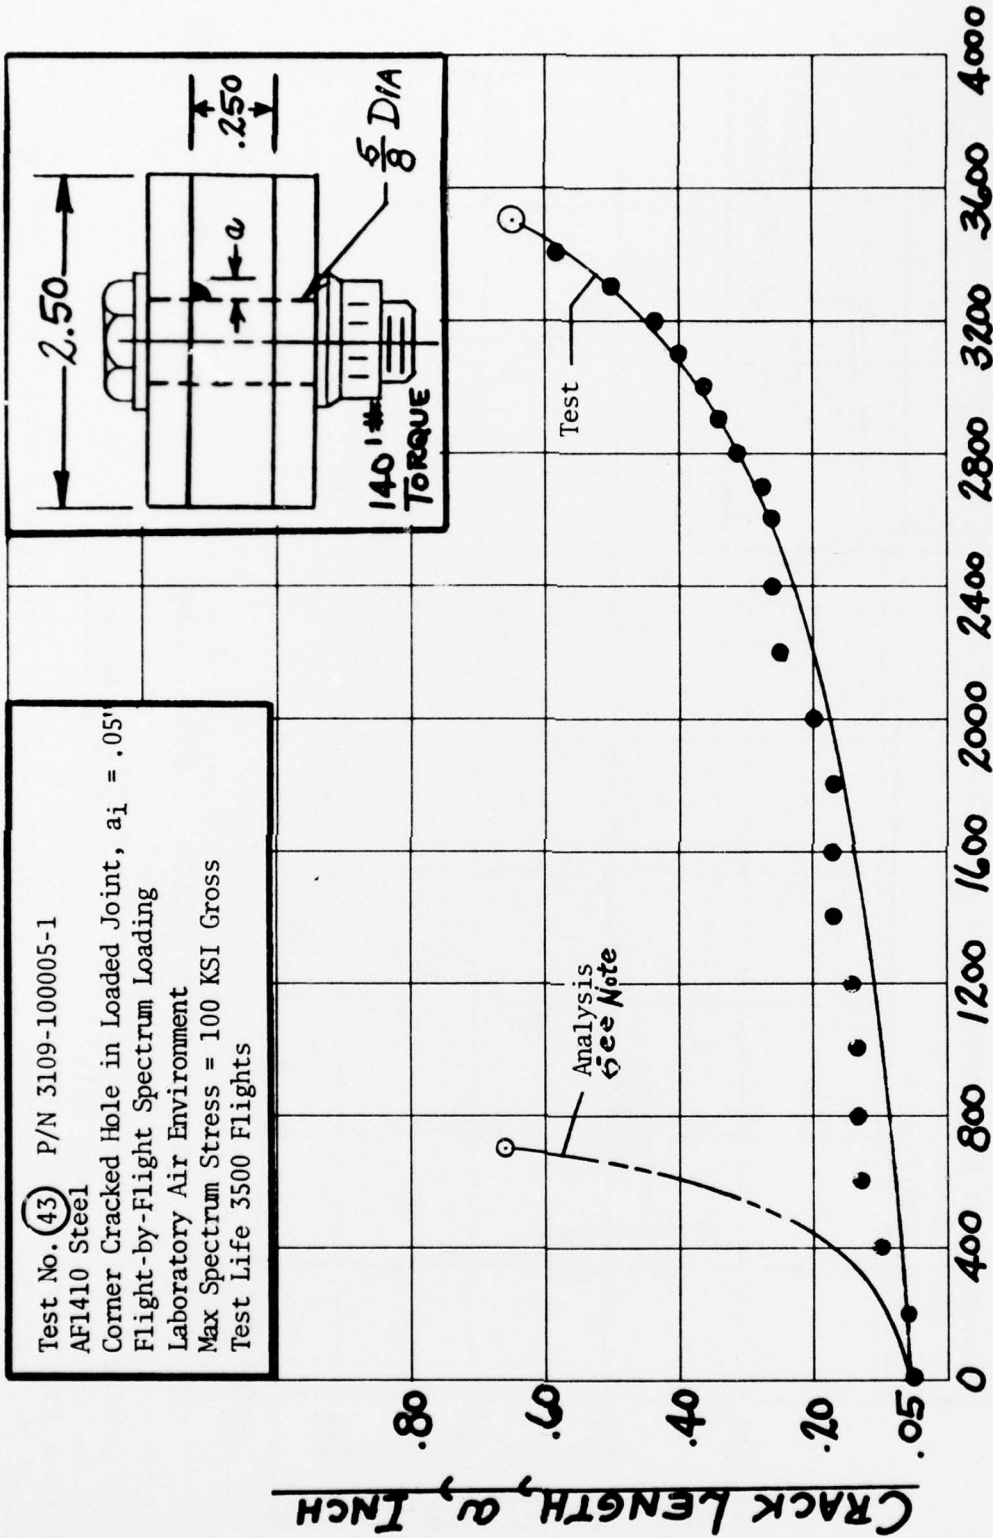 Test No. 43 P/N 3109-100005-1
AF1410 Steel
Corner Cracked Hole in Loaded Joint, ai = .05"
Flight-by-Flight Spectrum Loading
Laboratory Air Environment
Max Spectrum Stress = 100 KSI Gross
Test Life 3500 Flights
2.50
.250
a
5/8 DIA
140 '#
TORQUE
CRACK LENGTH, a, INCH
.80
.60
.40
.20
.05
Analysis
See Note
Test
0 400 800 1200 1600 2000 2400 2800 3200 3600 4000